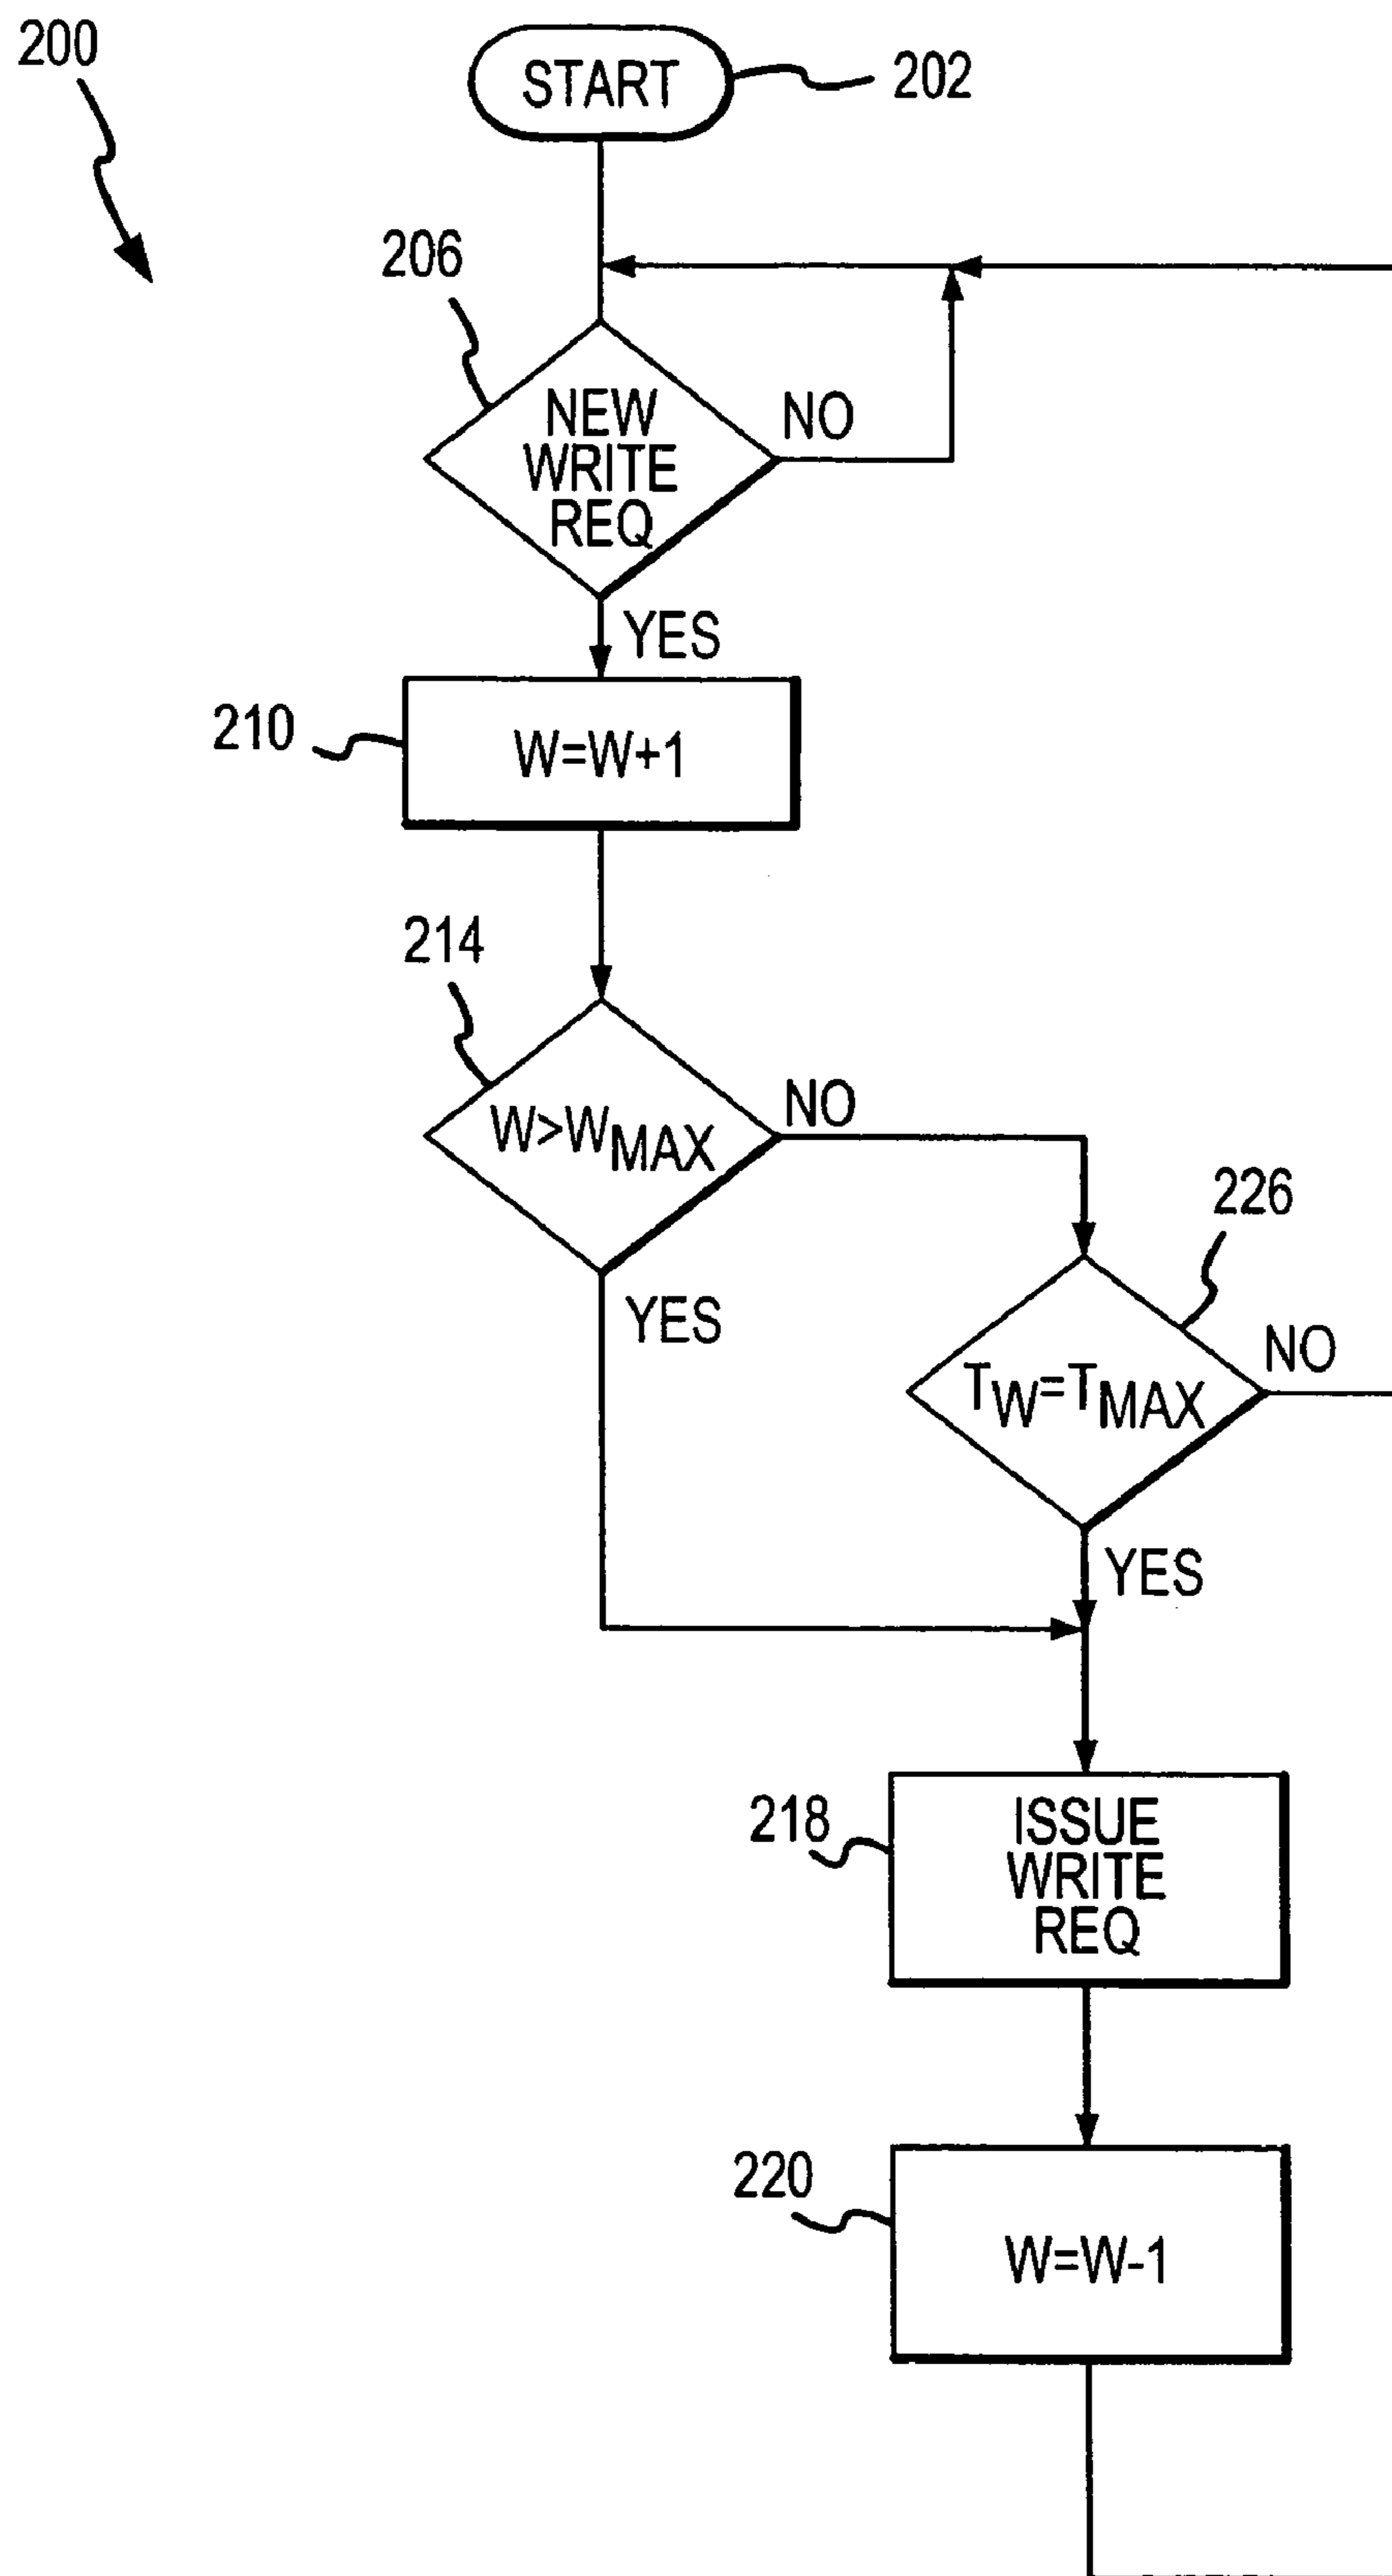 200
START
202
206
NEW
WRITE
REQ
NO
YES
210
W=W+1
214
W>WMAX
NO
226
YES
TW=TMAX
NO
YES
218
ISSUE
WRITE
REQ
220
W=W-1